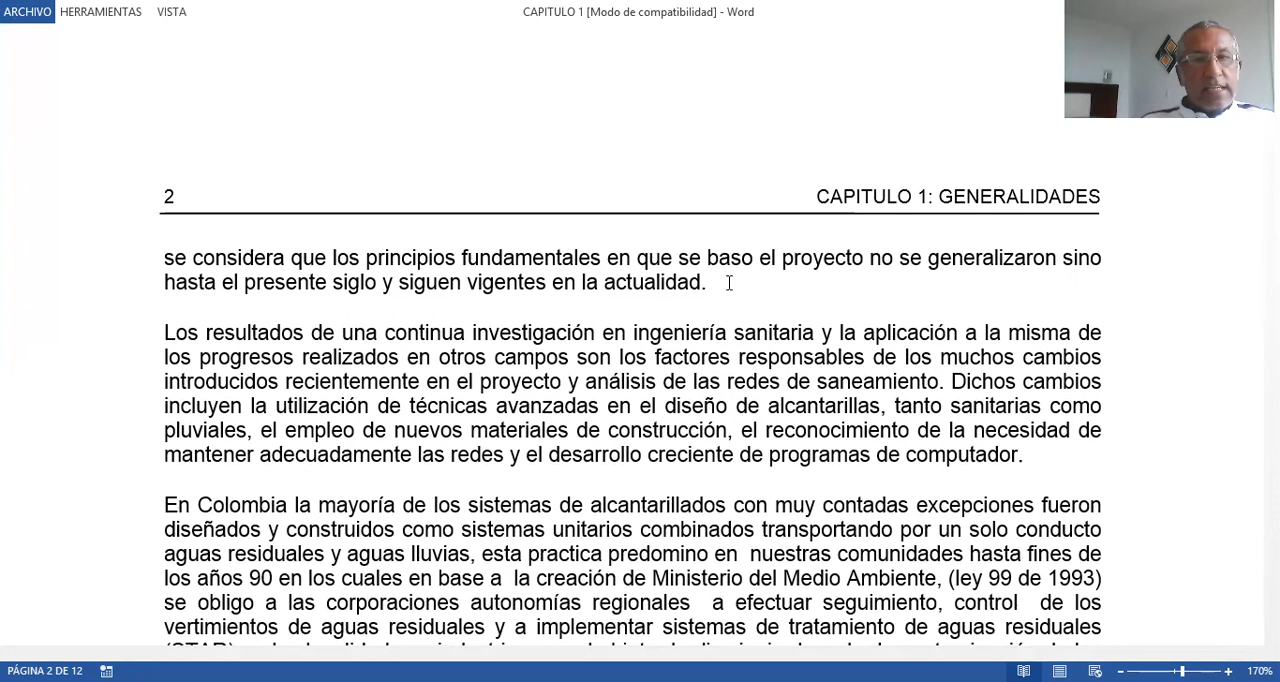 ARCHIVO HERRAMIENTAS VISTA CAPITULO 1 [Modo de compatibilidad] - Word
2 CAPITULO 1: GENERALIDADES
se considera que los principios fundamentales en que se baso el proyecto no se generalizaron sino
hasta el presente siglo y siguen vigentes en la actualidad.
Los resultados de una continua investigación en ingeniería sanitaria y la aplicación a la misma de
los progresos realizados en otros campos son los factores responsables de los muchos cambios
introducidos recientemente en el proyecto y análisis de las redes de saneamiento. Dichos cambios
incluyen la utilización de técnicas avanzadas en el diseño de alcantarillas, tanto sanitarias como
pluviales, el empleo de nuevos materiales de construcción, el reconocimiento de la necesidad de
mantener adecuadamente las redes y el desarrollo creciente de programas de computador.
En Colombia la mayoría de los sistemas de alcantarillados con muy contadas excepciones fueron
diseñados y construidos como sistemas unitarios combinados transportando por un solo conducto
aguas residuales y aguas lluvias, esta practica predomino en nuestras comunidades hasta fines de
los años 90 en los cuales en base a la creación de Ministerio del Medio Ambiente, (ley 99 de 1993)
se obligo a las corporaciones autonomías regionales a efectuar seguimiento, control de los
vertimientos de aguas residuales y a implementar sistemas de tratamiento de aguas residuales
PÁGINA 2 DE 12 170%